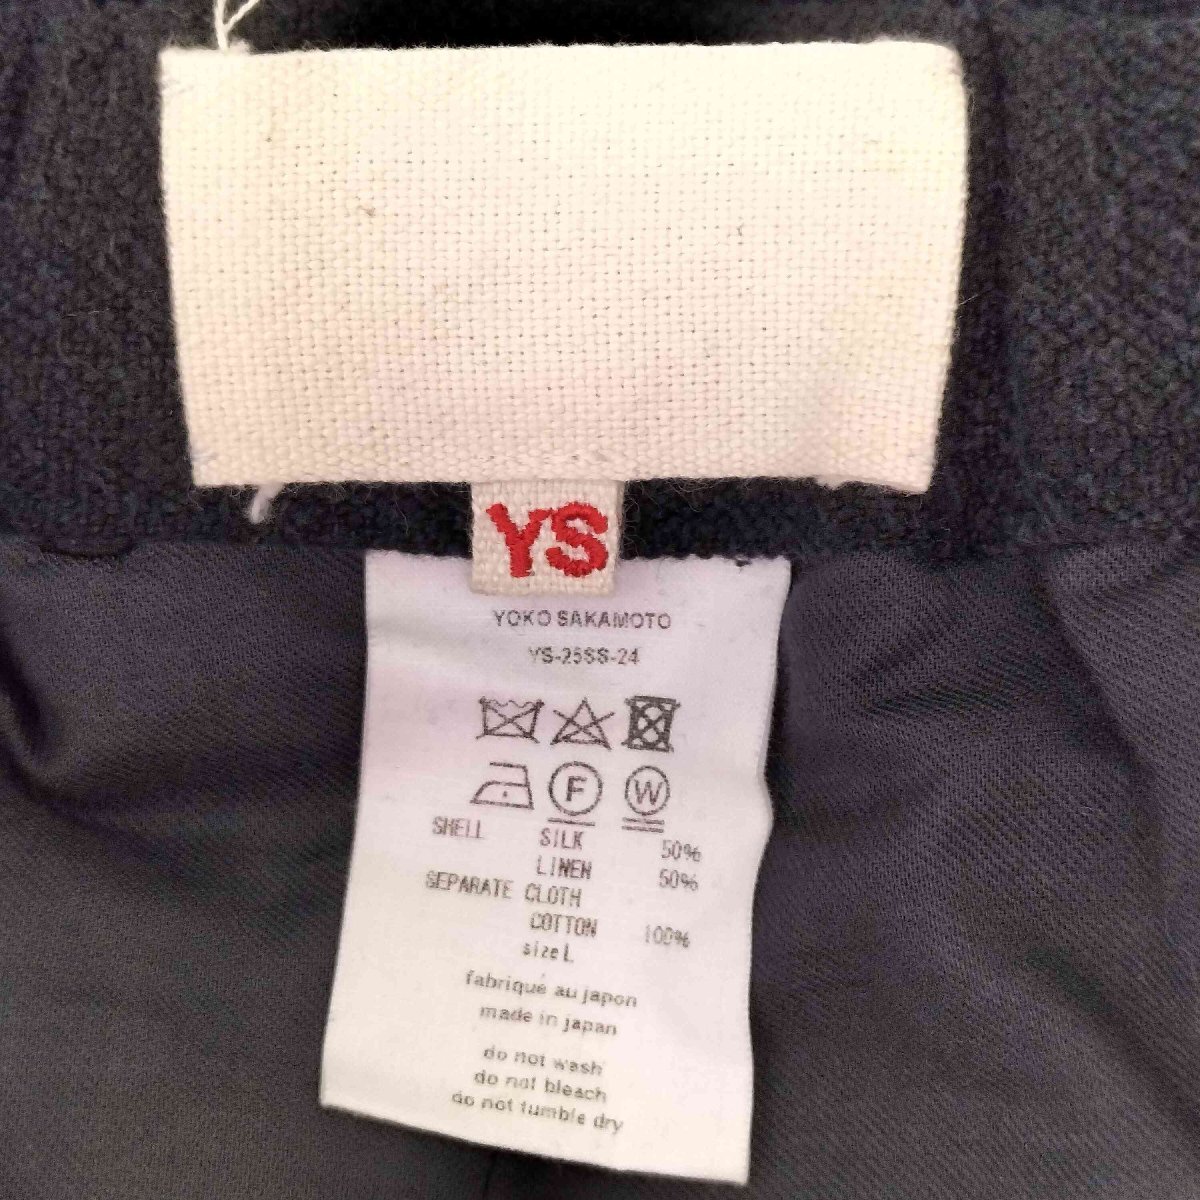 YS
YOKO SAKAMOTO
YS-25SS-24
F W
SHELL SILK 50%
LINEN 50%
SEPARATE CLOTH
COTTON 100%
size L
fabriqué au japon
made in japan
do not wash
do not bleach
do not tumble dry